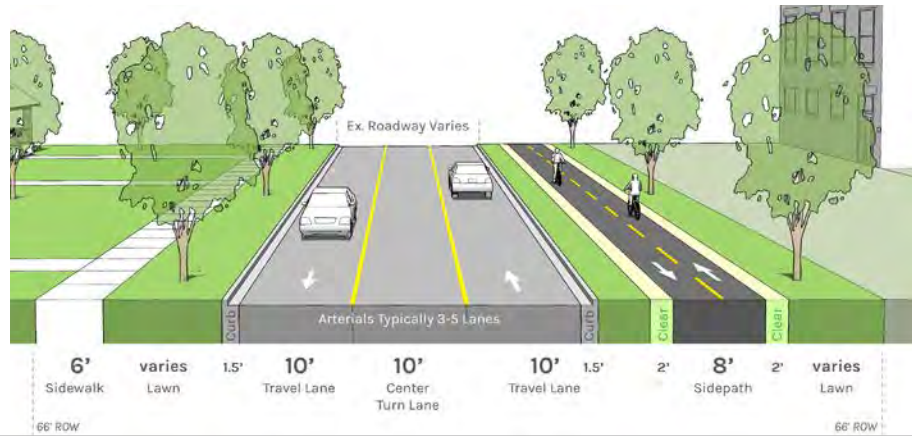 Ex. Roadway Varies
Arterials Typically 3-5 Lanes
Curb
Curb
Clear
Clear
6’ varies 1.5’ 10’ 10’ 10’ 1.5’ 2’ 8’ 2’ varies
Sidewalk Lawn Travel Lane Center Travel Lane Sidepath Lawn
Turn Lane
66' ROW 66' ROW